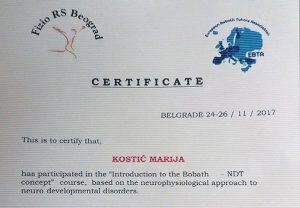 Fizio RS Beograd
European Bobath Tutors Association
EBTA
CERTIFICATE
BELGRADE 24-26 / 11 / 2017
This is to certify that,
KOSTIĆ MARIJA
has participated in the "Introduction to the Bobath - NDT
concept" course, based on the neurophysiological approach to
neuro developmental disorders.